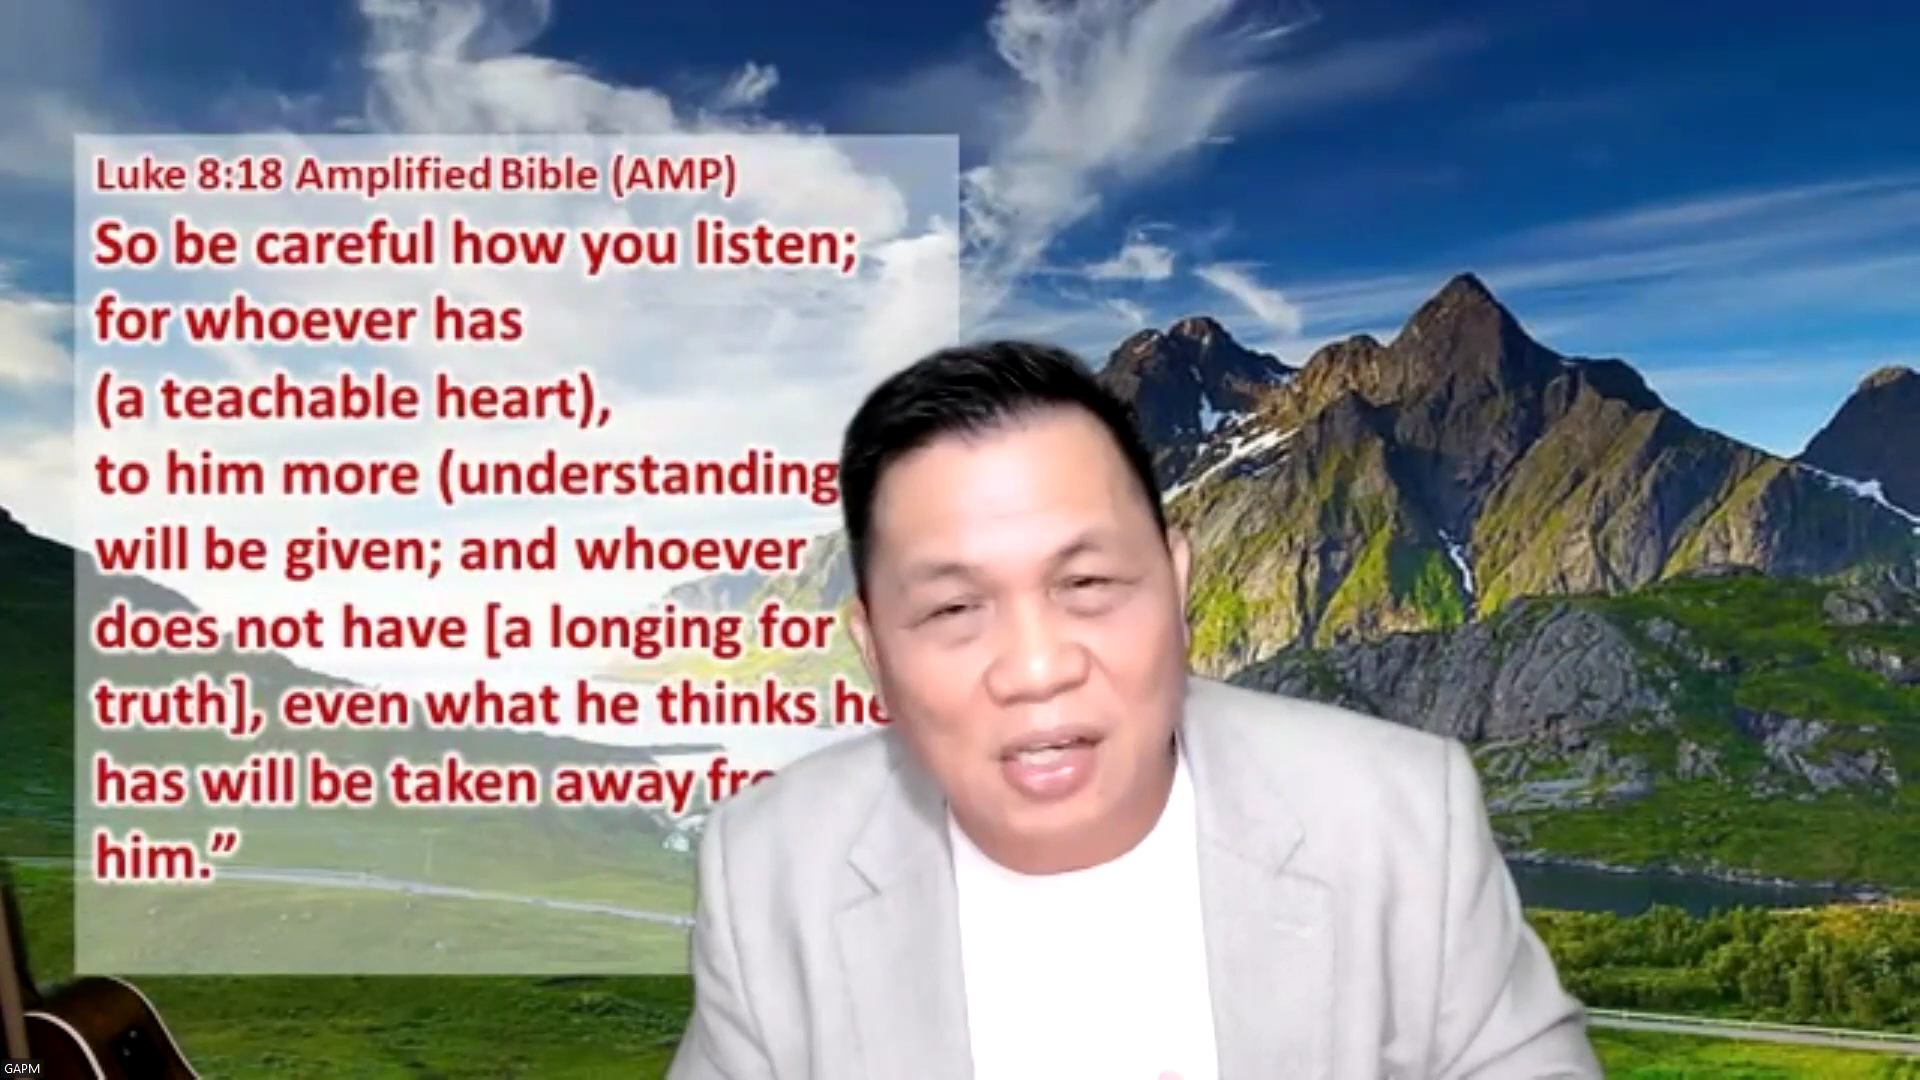 Luke 8:18 Amplified Bible (AMP)
So be careful how you listen;
for whoever has
(a teachable heart),
to him more (understanding
will be given; and whoever
does not have [a longing for
truth], even what he thinks he
has will be taken away
him.”
GAPM